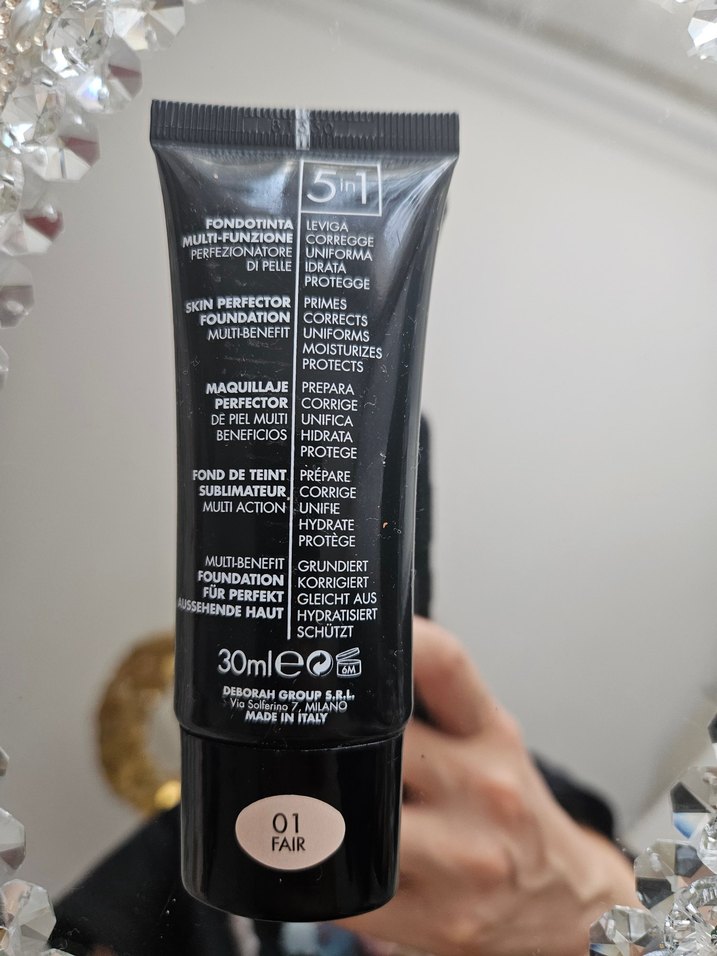 5in1
FONDOTINTA
MULTI-FUNZIONE
PERFEZIONATORE
DI PELLE
LEVIGA
CORREGGE
UNIFORMA
IDRATA
PROTEGGE
SKIN PERFECTOR
FOUNDATION
MULTI-BENEFIT
PRIMES
CORRECTS
UNIFORMS
MOISTURIZES
PROTECTS
MAQUILLAJE
PERFECTOR
DE PIEL MULTI
BENEFICIOS
PREPARA
CORRIGE
UNIFICA
HIDRATA
PROTEGE
FOND DE TEINT
SUBLIMATEUR
MULTI ACTION
PRÉPARE
CORRIGE
UNIFIE
HYDRATE
PROTÈGE
MULTI-BENEFIT
FOUNDATION
FÜR PERFEKT
AUSSEHENDE HAUT
GRUNDIERT
KORRIGIERT
GLEICHT AUS
HYDRATISIERT
SCHÜTZT
30ml e 6M
DEBORAH GROUP S.R.L.
Via Solferino 7, MILANO
MADE IN ITALY
01
FAIR